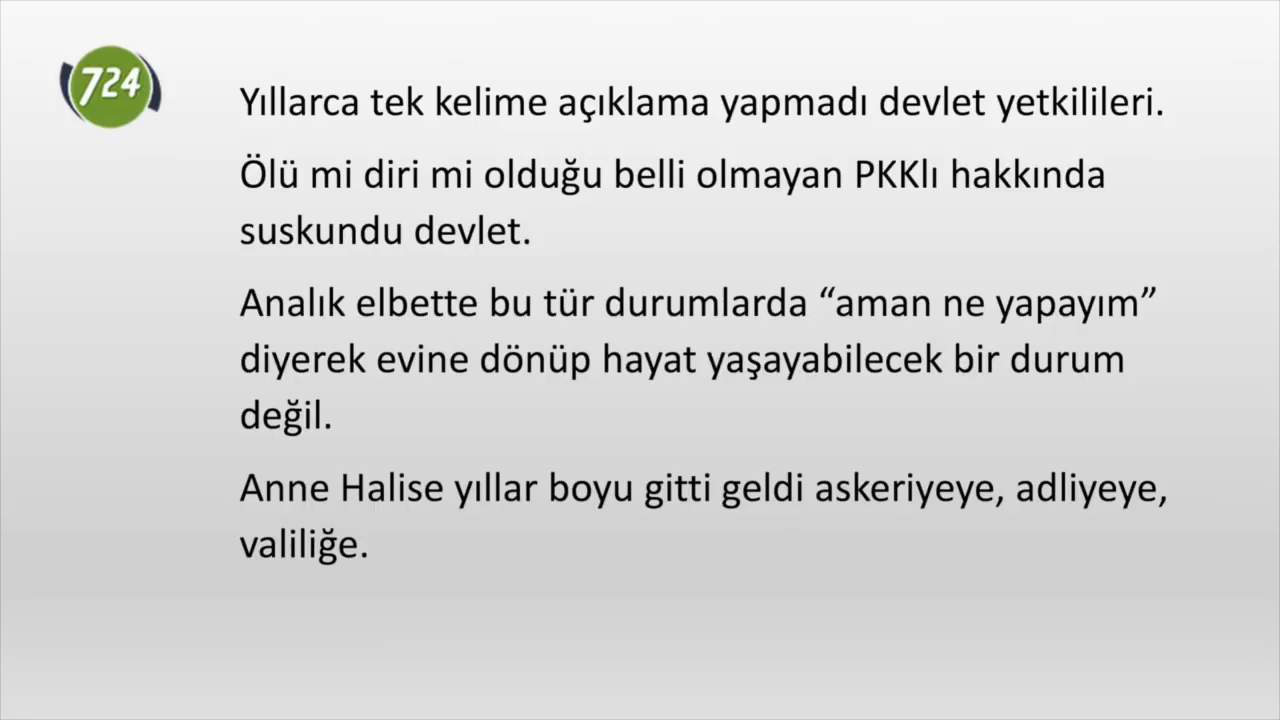 724
Yıllarca tek kelime açıklama yapmadı devlet yetkilileri.
Ölü mi diri mi olduğu belli olmayan PKKlı hakkında
suskundu devlet.
Analık elbette bu tür durumlarda “aman ne yapayım”
diyerek evine dönüp hayat yaşayabilecek bir durum
değil.
Anne Halise yıllar boyu gitti geldi askeriyeye, adliyeye,
valiliğe.